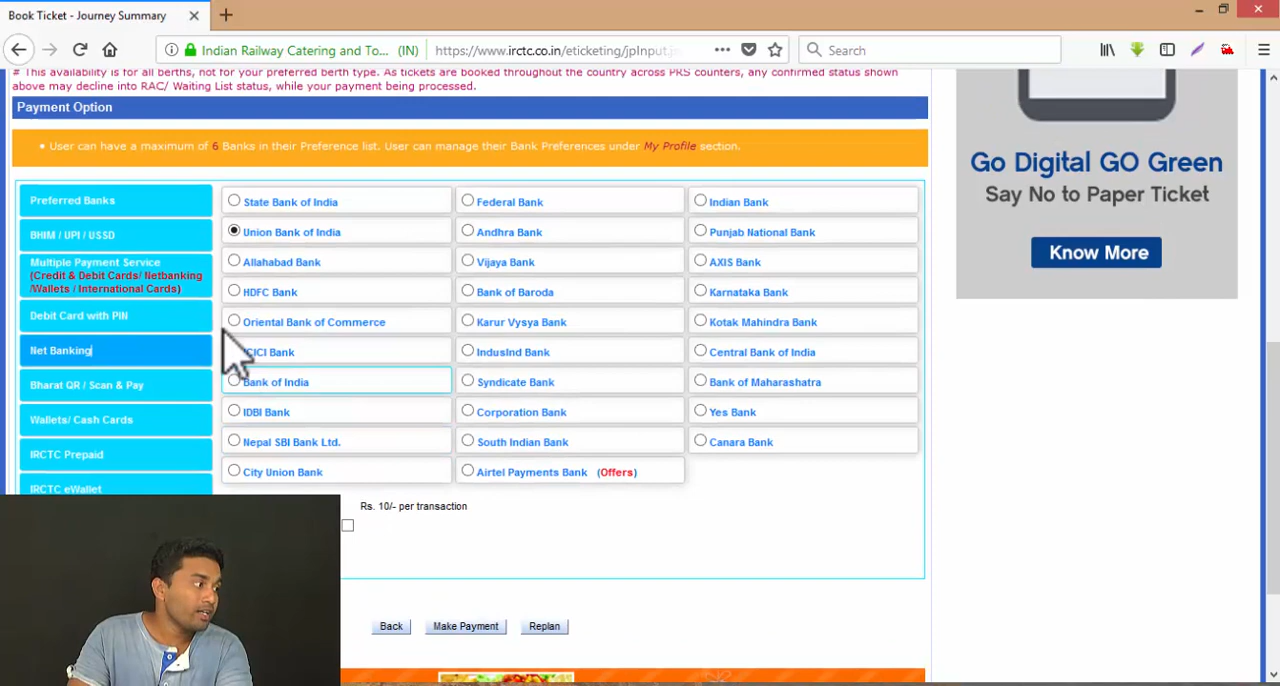 Book Ticket - Journey Summary
Indian Railway Catering and To... (IN)
https://www.irctc.co.in/eticketing/jpInput.
Search
# This availability is for all berths, not for your preferred berth type. As tickets are booked throughout the country across PRS counters, any confirmed status shown
above may decline into RAC/ Waiting List status, while your payment being processed.
Payment Option
• User can have a maximum of 6 Banks in their Preference list. User can manage their Bank Preferences under My Profile section.
Preferred Banks
BHIM / UPI / USSD
Multiple Payment Service
(Credit & Debit Cards/ Netbanking
/Wallets / International Cards)
Debit Card with PIN
Net Banking
Bharat QR / Scan & Pay
Wallets/ Cash Cards
IRCTC Prepaid
IRCTC eWallet
State Bank of India
Federal Bank
Indian Bank
Union Bank of India
Andhra Bank
Punjab National Bank
Allahabad Bank
Vijaya Bank
AXIS Bank
HDFC Bank
Bank of Baroda
Karnataka Bank
Oriental Bank of Commerce
Karur Vysya Bank
Kotak Mahindra Bank
ICICI Bank
IndusInd Bank
Central Bank of India
Bank of India
Syndicate Bank
Bank of Maharashatra
IDBI Bank
Corporation Bank
Yes Bank
Nepal SBI Bank Ltd.
South Indian Bank
Canara Bank
City Union Bank
Airtel Payments Bank (Offers)
Rs. 10/- per transaction
Back
Make Payment
Replan
Go Digital GO Green
Say No to Paper Ticket
Know More